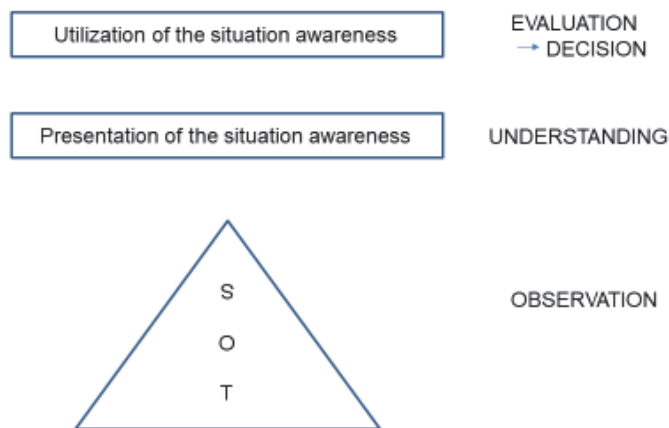 Utilization of the situation awareness
EVALUATION
→ DECISION
Presentation of the situation awareness
UNDERSTANDING
S
O
T
OBSERVATION